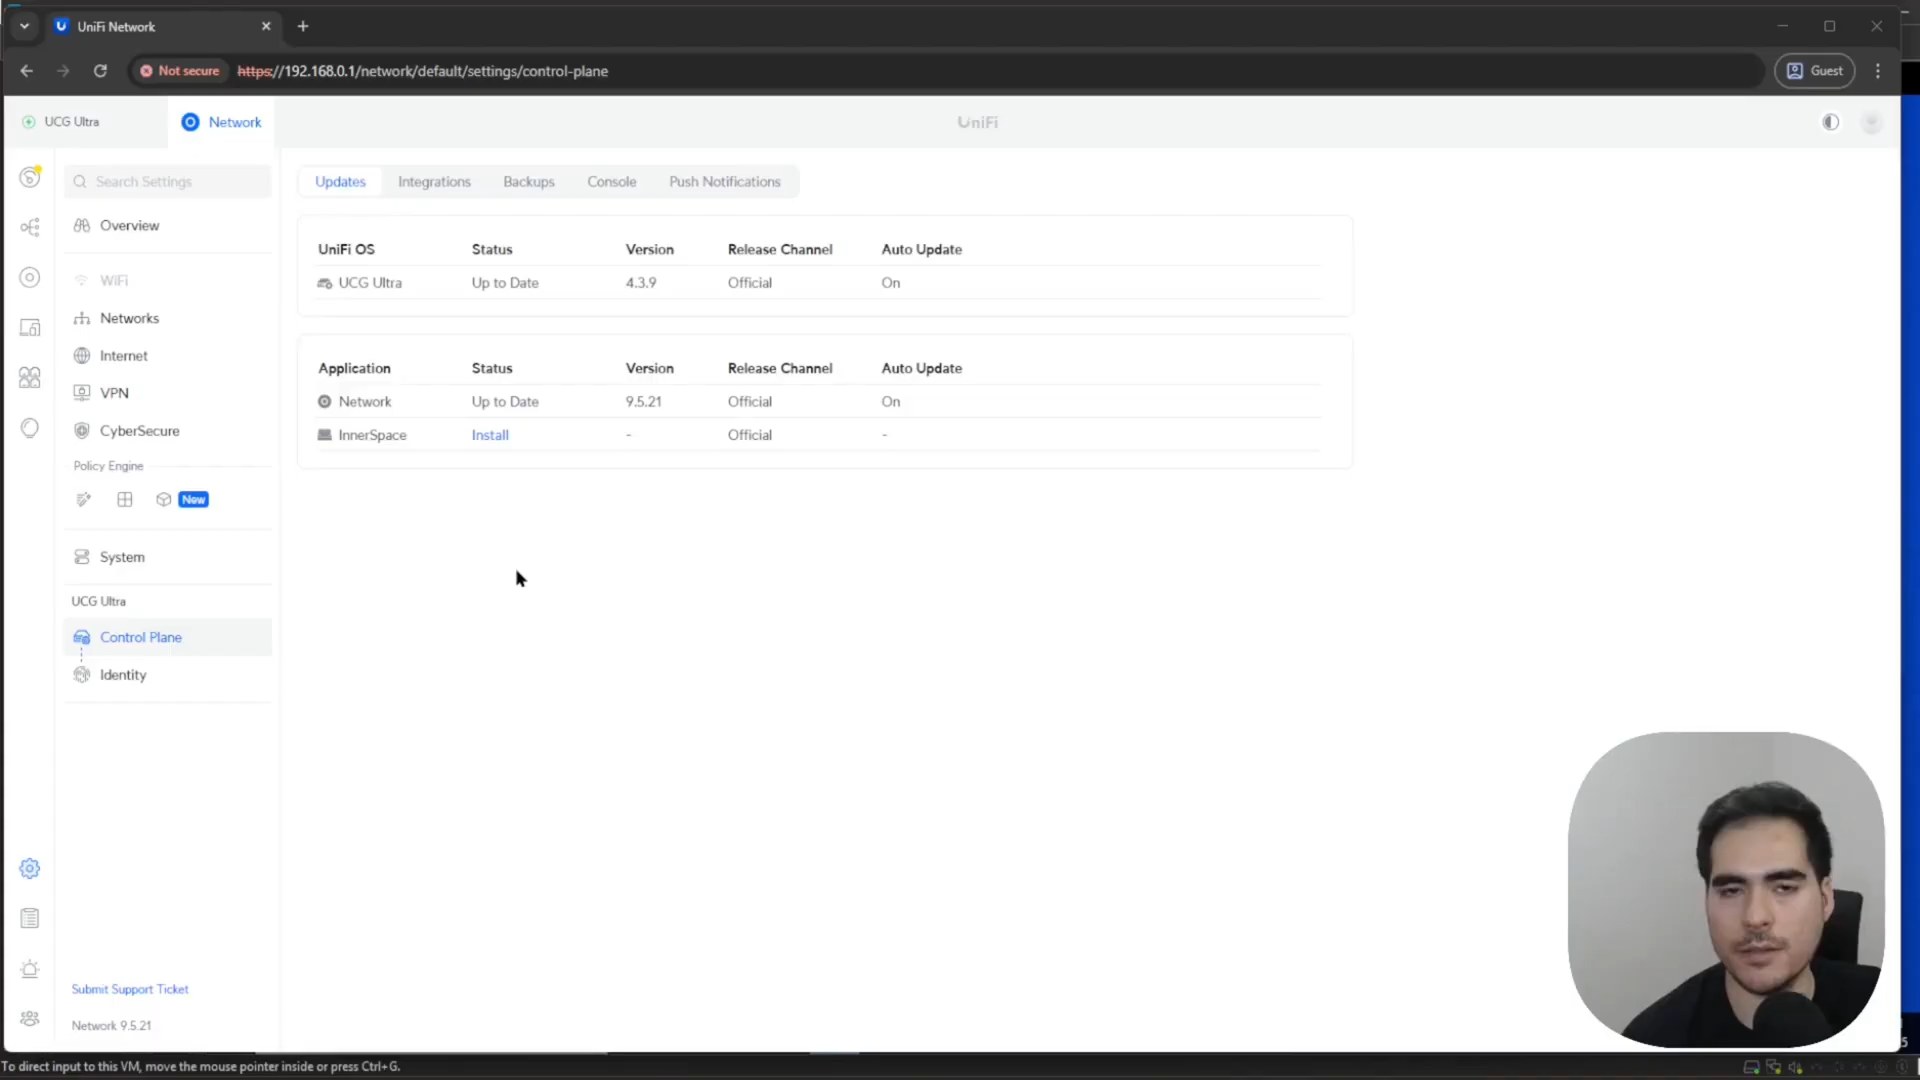 UniFi Network
Not secure https://192.168.0.1/network/default/settings/control-plane Guest
UCG Ultra Network UniFi
Search Settings
Overview
WiFi
Networks
Internet
VPN
CyberSecure
Policy Engine
New
System
UCG Ultra
Control Plane
Identity
Submit Support Ticket
Network 9.5.21
Updates Integrations Backups Console Push Notifications
UniFi OS Status Version Release Channel Auto Update
UCG Ultra Up to Date 4.3.9 Official On
Application Status Version Release Channel Auto Update
Network Up to Date 9.5.21 Official On
InnerSpace Install - Official -
To direct input to this VM, move the mouse pointer inside or press Ctrl+G.